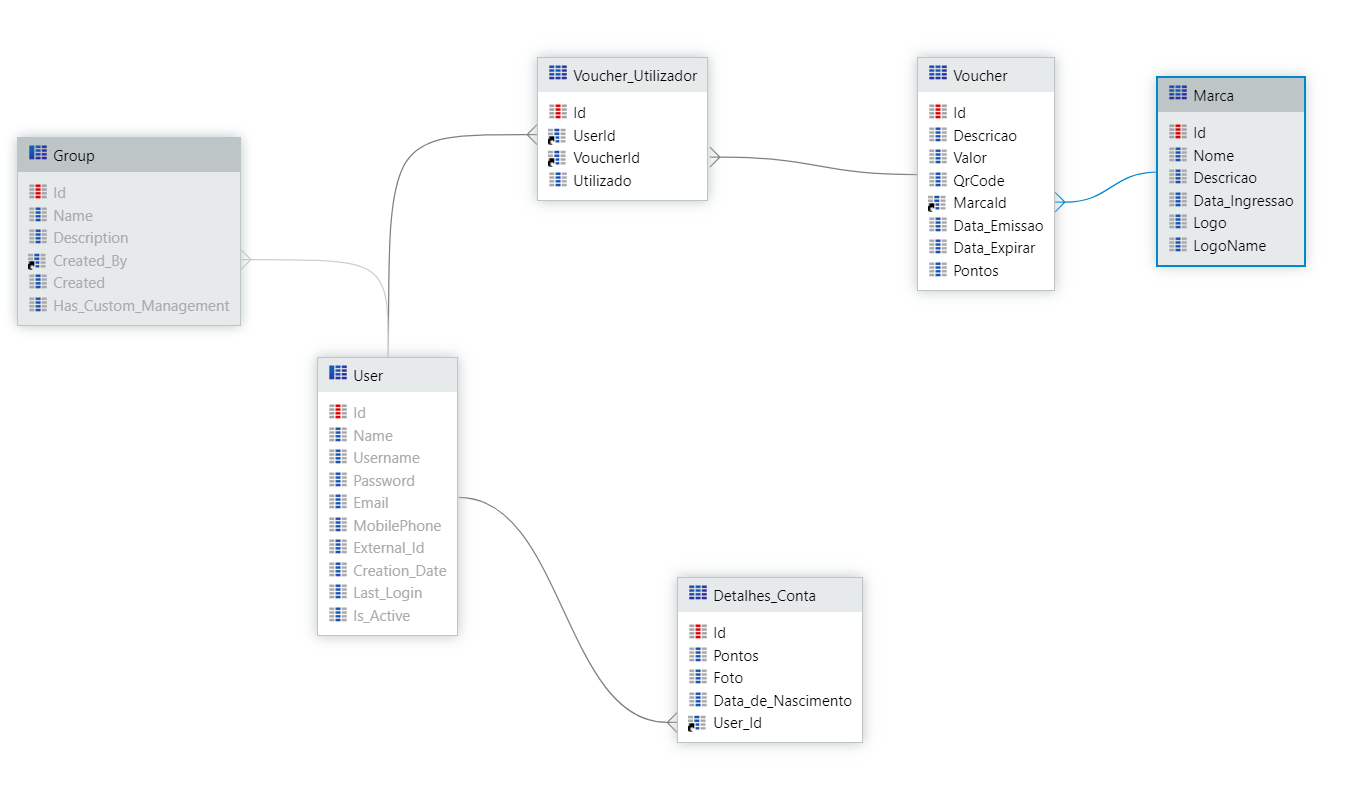 Group
Id
Name
Description
Created_By
Created
Has_Custom_Management
User
Id
Name
Username
Password
Email
MobilePhone
External_Id
Creation_Date
Last_Login
Is_Active
Voucher_Utilizador
Id
UserId
VoucherId
Utilizado
Detalhes_Conta
Id
Pontos
Foto
Data_de_Nascimento
User_Id
Voucher
Id
Descricao
Valor
QrCode
MarcaId
Data_Emissao
Data_Expirar
Pontos
Marca
Id
Nome
Descricao
Data_Ingressao
Logo
LogoName